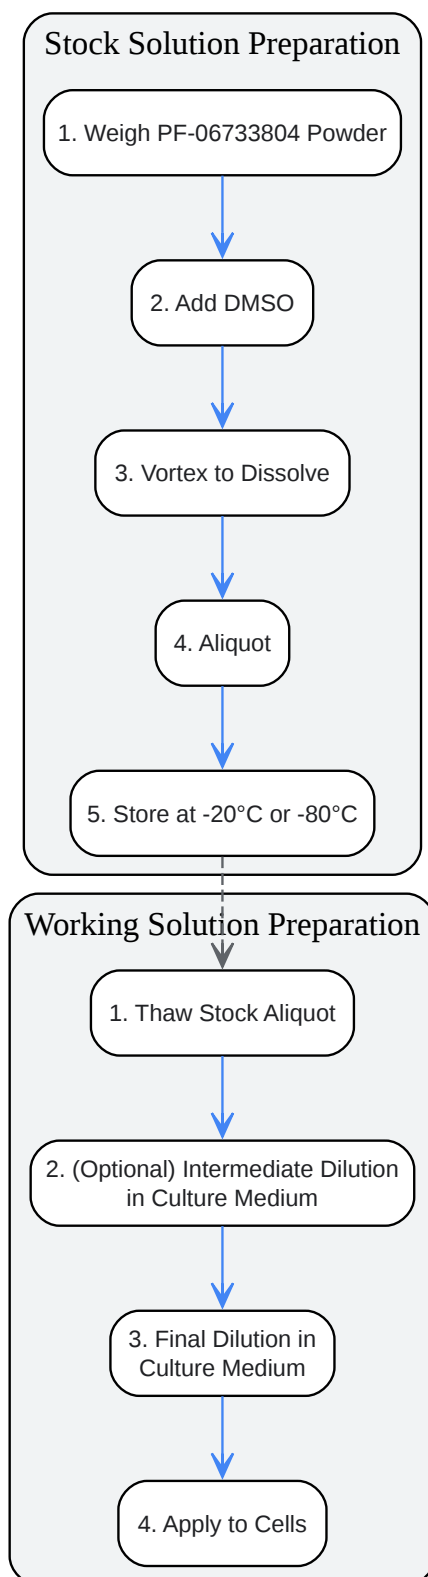 Stock Solution Preparation
1. Weigh PF-06733804 Powder
2. Add DMSO
3. Vortex to Dissolve
4. Aliquot
5. Store at -20°C or -80°C
Working Solution Preparation
1. Thaw Stock Aliquot
2. (Optional) Intermediate Dilution
in Culture Medium
3. Final Dilution in
Culture Medium
4. Apply to Cells